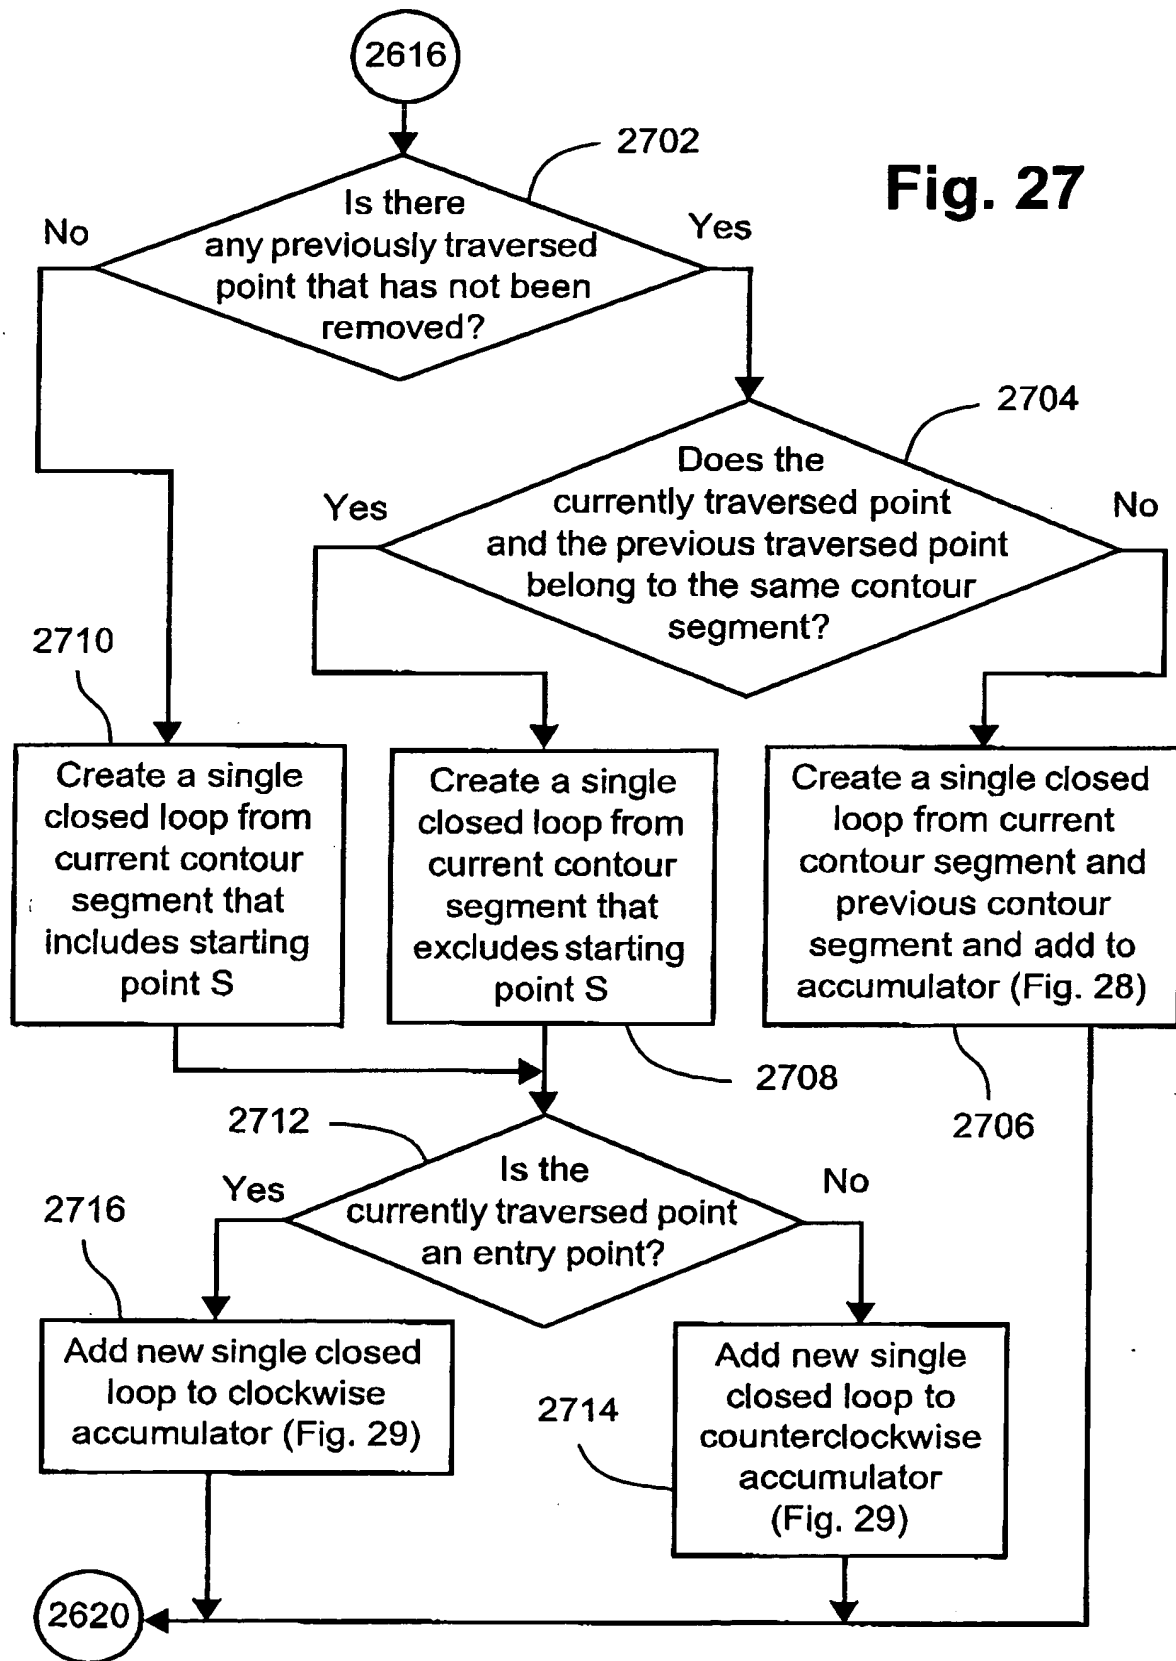 2616
2702
Fig. 27
Is there
any previously traversed
point that has not been
removed?
No
Yes
2704
Does the
currently traversed point
and the previous traversed point
belong to the same contour
segment?
Yes
No
2710
Create a single
closed loop from
current contour
segment that
includes starting
point S
Create a single
closed loop from
current contour
segment that
excludes starting
point S
Create a single closed
loop from current
contour segment and
previous contour
segment and add to
accumulator (Fig. 28)
2708
2706
2712
Is the
currently traversed point
an entry point?
Yes
No
2716
Add new single closed
loop to clockwise
accumulator (Fig. 29)
2714
Add new single
closed loop to
counterclockwise
accumulator
(Fig. 29)
2620